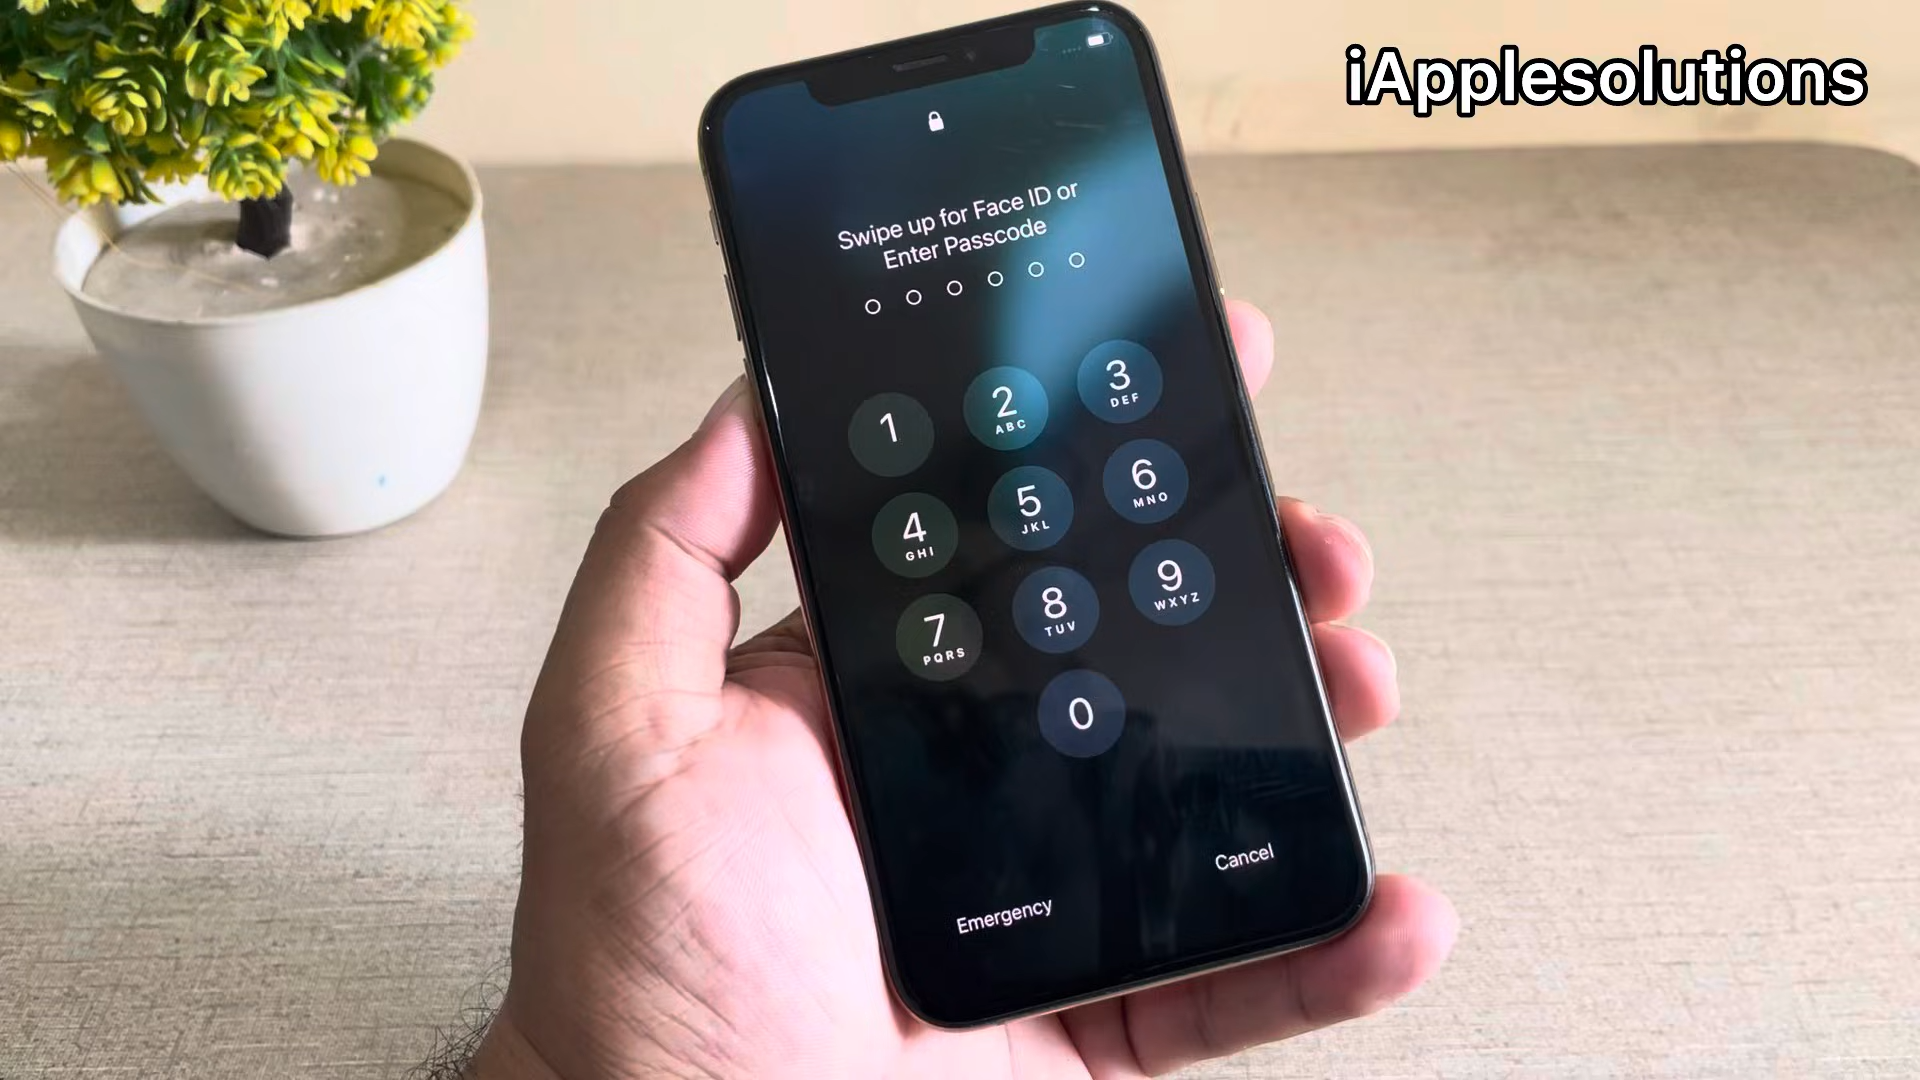 iApplesolutions
Swipe up for Face ID or
Enter Passcode
1
2
ABC
3
DEF
4
GHI
5
JKL
6
MNO
7
PQRS
8
TUV
9
WXYZ
0
Emergency
Cancel